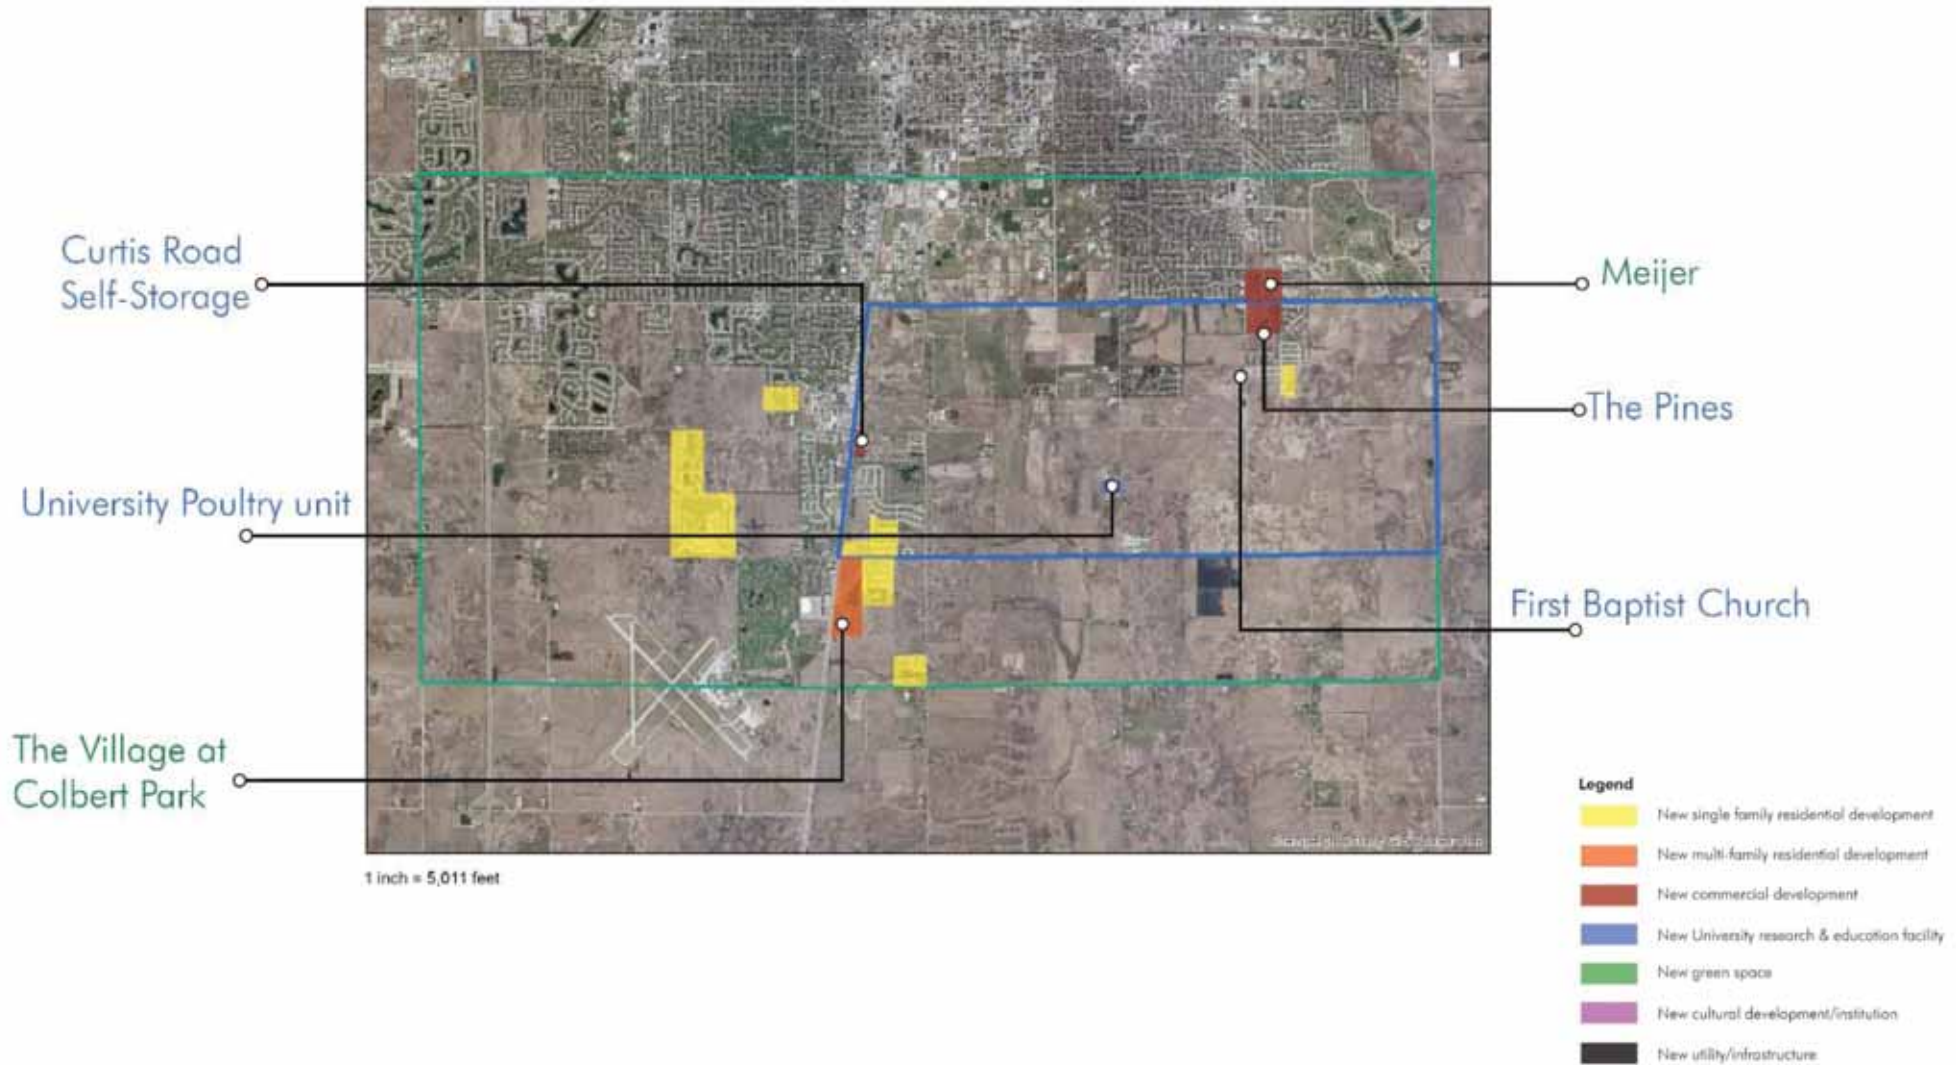 Curtis Road
Self-Storage
Meijer
The Pines
University Poultry unit
First Baptist Church
The Village at
Colbert Park
1 inch = 5,011 feet
Legend
New single family residential development
New multi-family residential development
New commercial development
New University research & education facility
New green space
New cultural development/institution
New utility/infrastructure